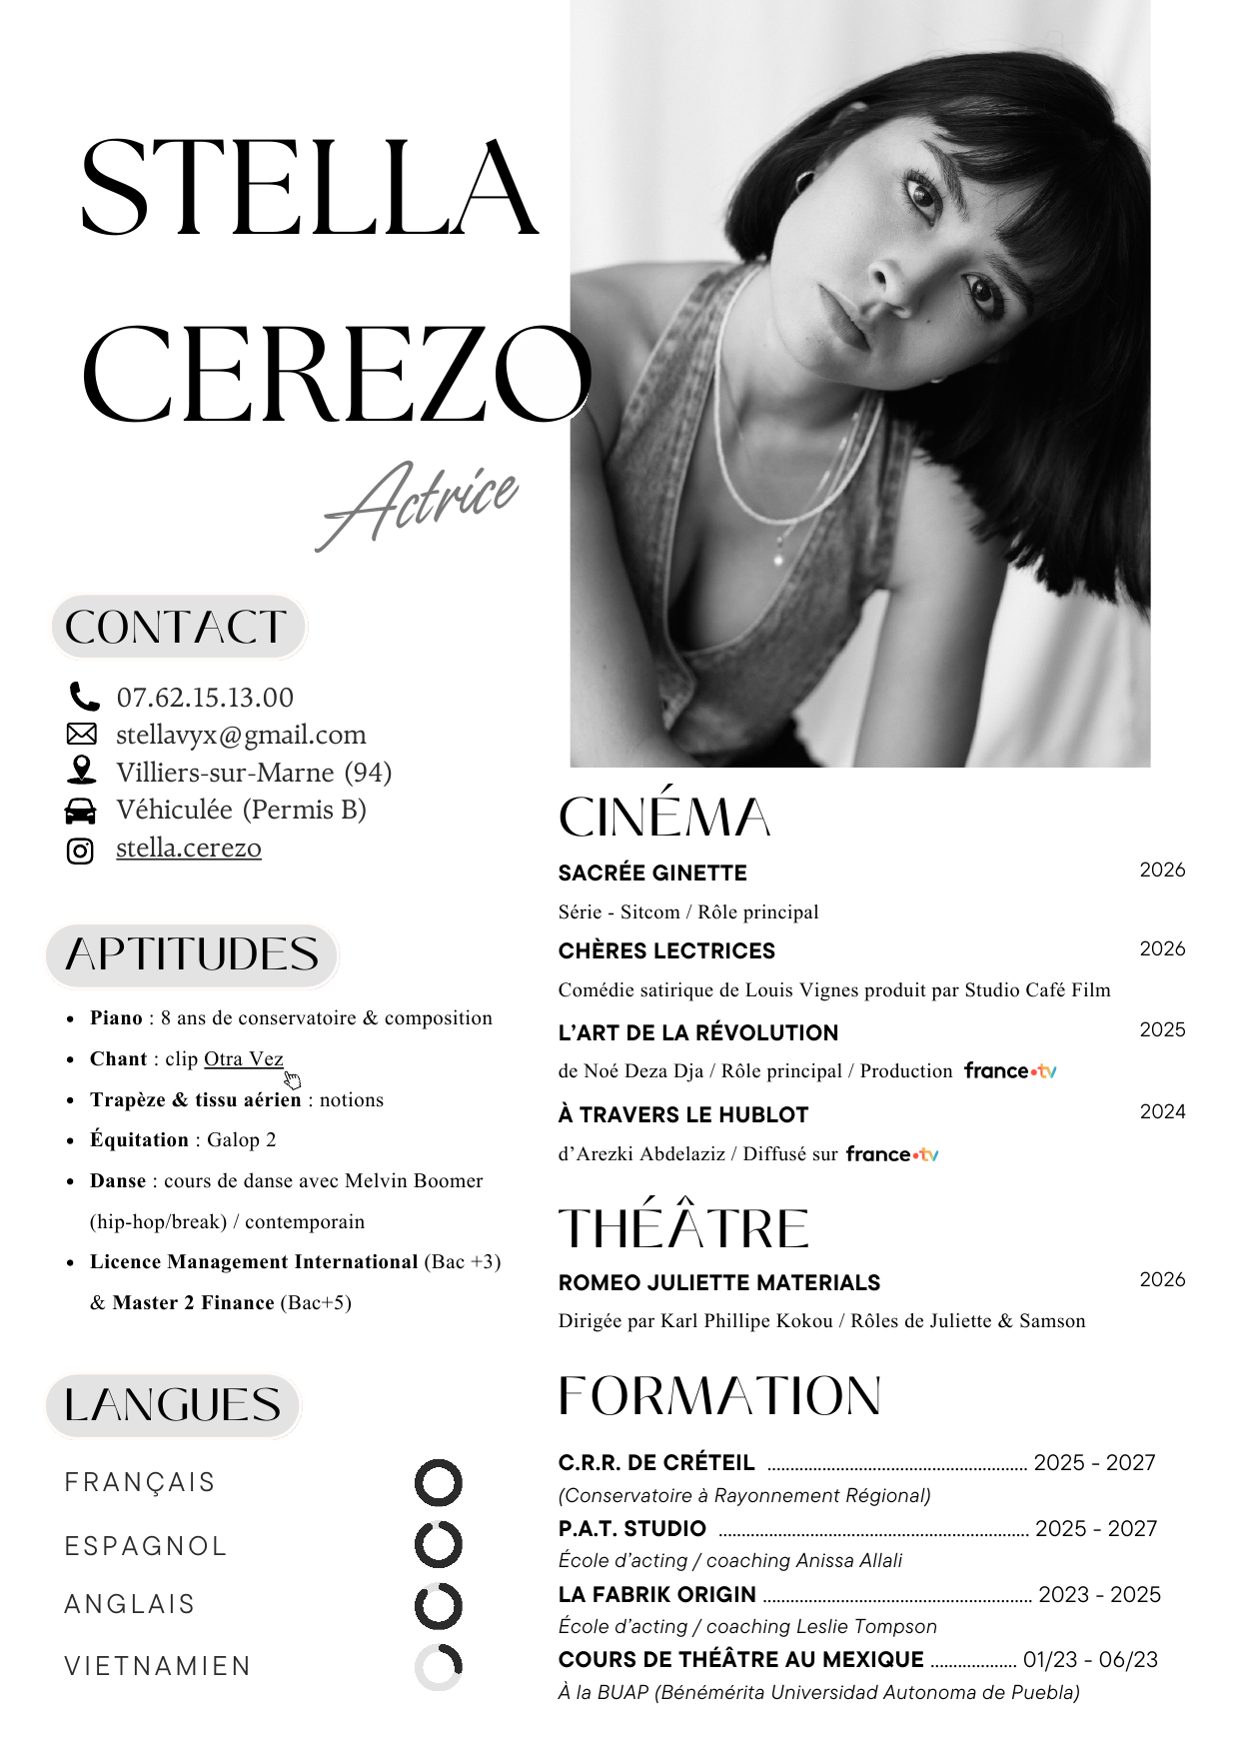 STELLA
CEREZO
Actrice
CONTACT
07.62.15.13.00
stellavyx@gmail.com
Villiers-sur-Marne (94)
Véhiculée (Permis B)
stella.cerezo
APTITUDES
• Piano : 8 ans de conservatoire & composition
• Chant : clip Otra Vez
• Trapèze & tissu aérien : notions
• Équitation : Galop 2
• Danse : cours de danse avec Melvin Boomer
(hip-hop/break) / contemporain
• Licence Management International (Bac +3)
& Master 2 Finance (Bac+5)
LANGUES
FRANÇAIS
ESPAGNOL
ANGLAIS
VIETNAMIEN
CINÉMA
SACRÉE GINETTE 2026
Série - Sitcom / Rôle principal
CHÈRES LECTRICES 2026
Comédie satirique de Louis Vignes produit par Studio Café Film
L'ART DE LA RÉVOLUTION 2025
de Noé Deza Dja / Rôle principal / Production france•tv
À TRAVERS LE HUBLOT 2024
d'Arezki Abdelaziz / Diffusé sur france•tv
THÉÂTRE
ROMEO JULIETTE MATERIALS 2026
Dirigée par Karl Phillipe Kokou / Rôles de Juliette & Samson
FORMATION
C.R.R. DE CRÉTEIL ......................................................... 2025 - 2027
(Conservatoire à Rayonnement Régional)
P.A.T. STUDIO .................................................................... 2025 - 2027
École d'acting / coaching Anissa Allali
LA FABRIK ORIGIN ........................................................... 2023 - 2025
École d'acting / coaching Leslie Tompson
COURS DE THÉÂTRE AU MEXIQUE ................... 01/23 - 06/23
À la BUAP (Bénémérita Universidad Autonoma de Puebla)